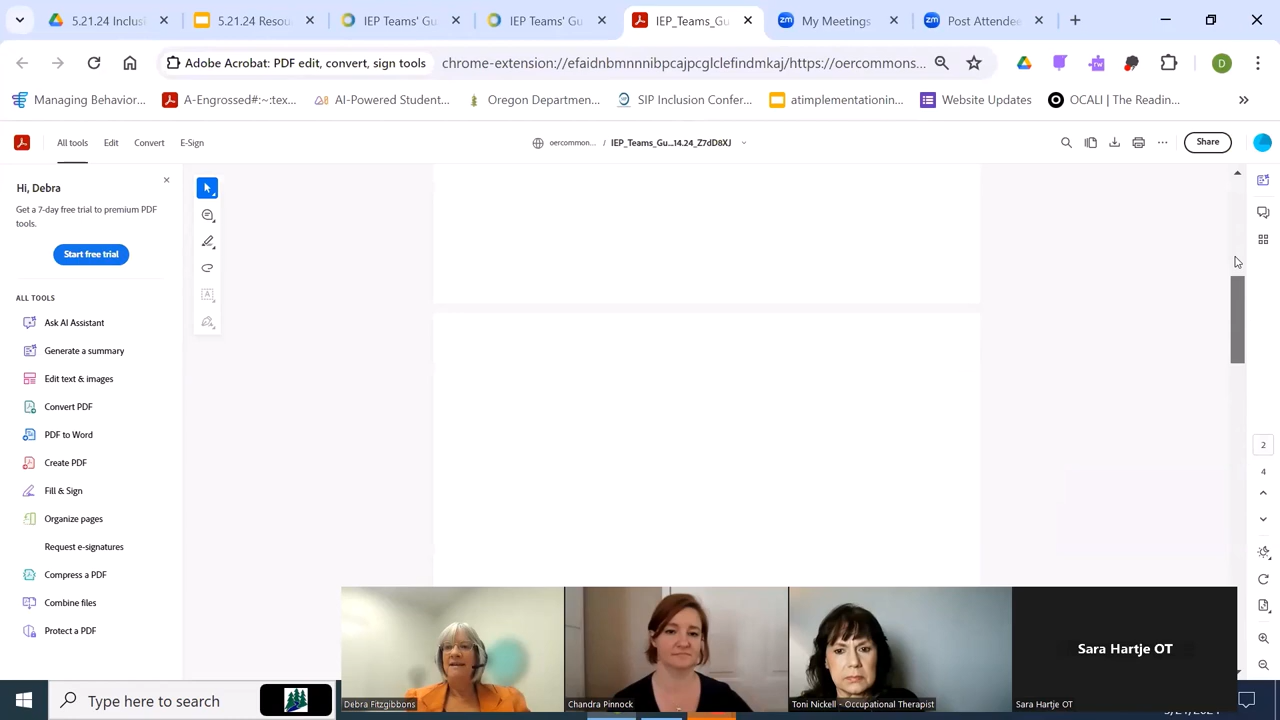 5.21.24 Inclus
5.21.24 Resou
IEP Teams' Gu
IEP Teams' Gu
IEP_Teams_Gu
My Meetings
Post Attendee
Adobe Acrobat: PDF edit, convert, sign tools
chrome-extension://efaidnbmnnnibpcajpcglclefindmkaj/https://oercommons...
D
Managing Behavior...
A-Engrossed#:~:tex...
AI-Powered Student...
Oregon Departmen...
SIP Inclusion Confer...
atimplementationin...
Website Updates
OCALI | The Readin...
All tools
Edit
Convert
E-Sign
oercommon... / IEP_Teams_Gu...14.24_Z7dD8XJ
Share
Hi, Debra
Get a 7-day free trial to premium PDF
tools.
Start free trial
ALL TOOLS
Ask AI Assistant
Generate a summary
Edit text & images
Convert PDF
PDF to Word
Create PDF
Fill & Sign
Organize pages
Request e-signatures
Compress a PDF
Combine files
Protect a PDF
2
4
Sara Hartje OT
Debra Fitzgibbons
Chandra Pinnock
Toni Nickell - Occupational Therapist
Sara Hartje OT
Type here to search